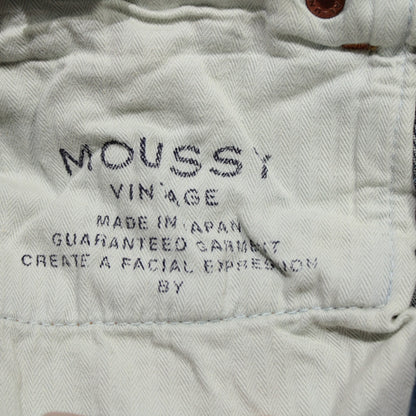 MOUSSY
VINTAGE
MADE IN JAPAN
GUARANTEED GARMENT
CREATE A FACIAL EXPRESSION
BY